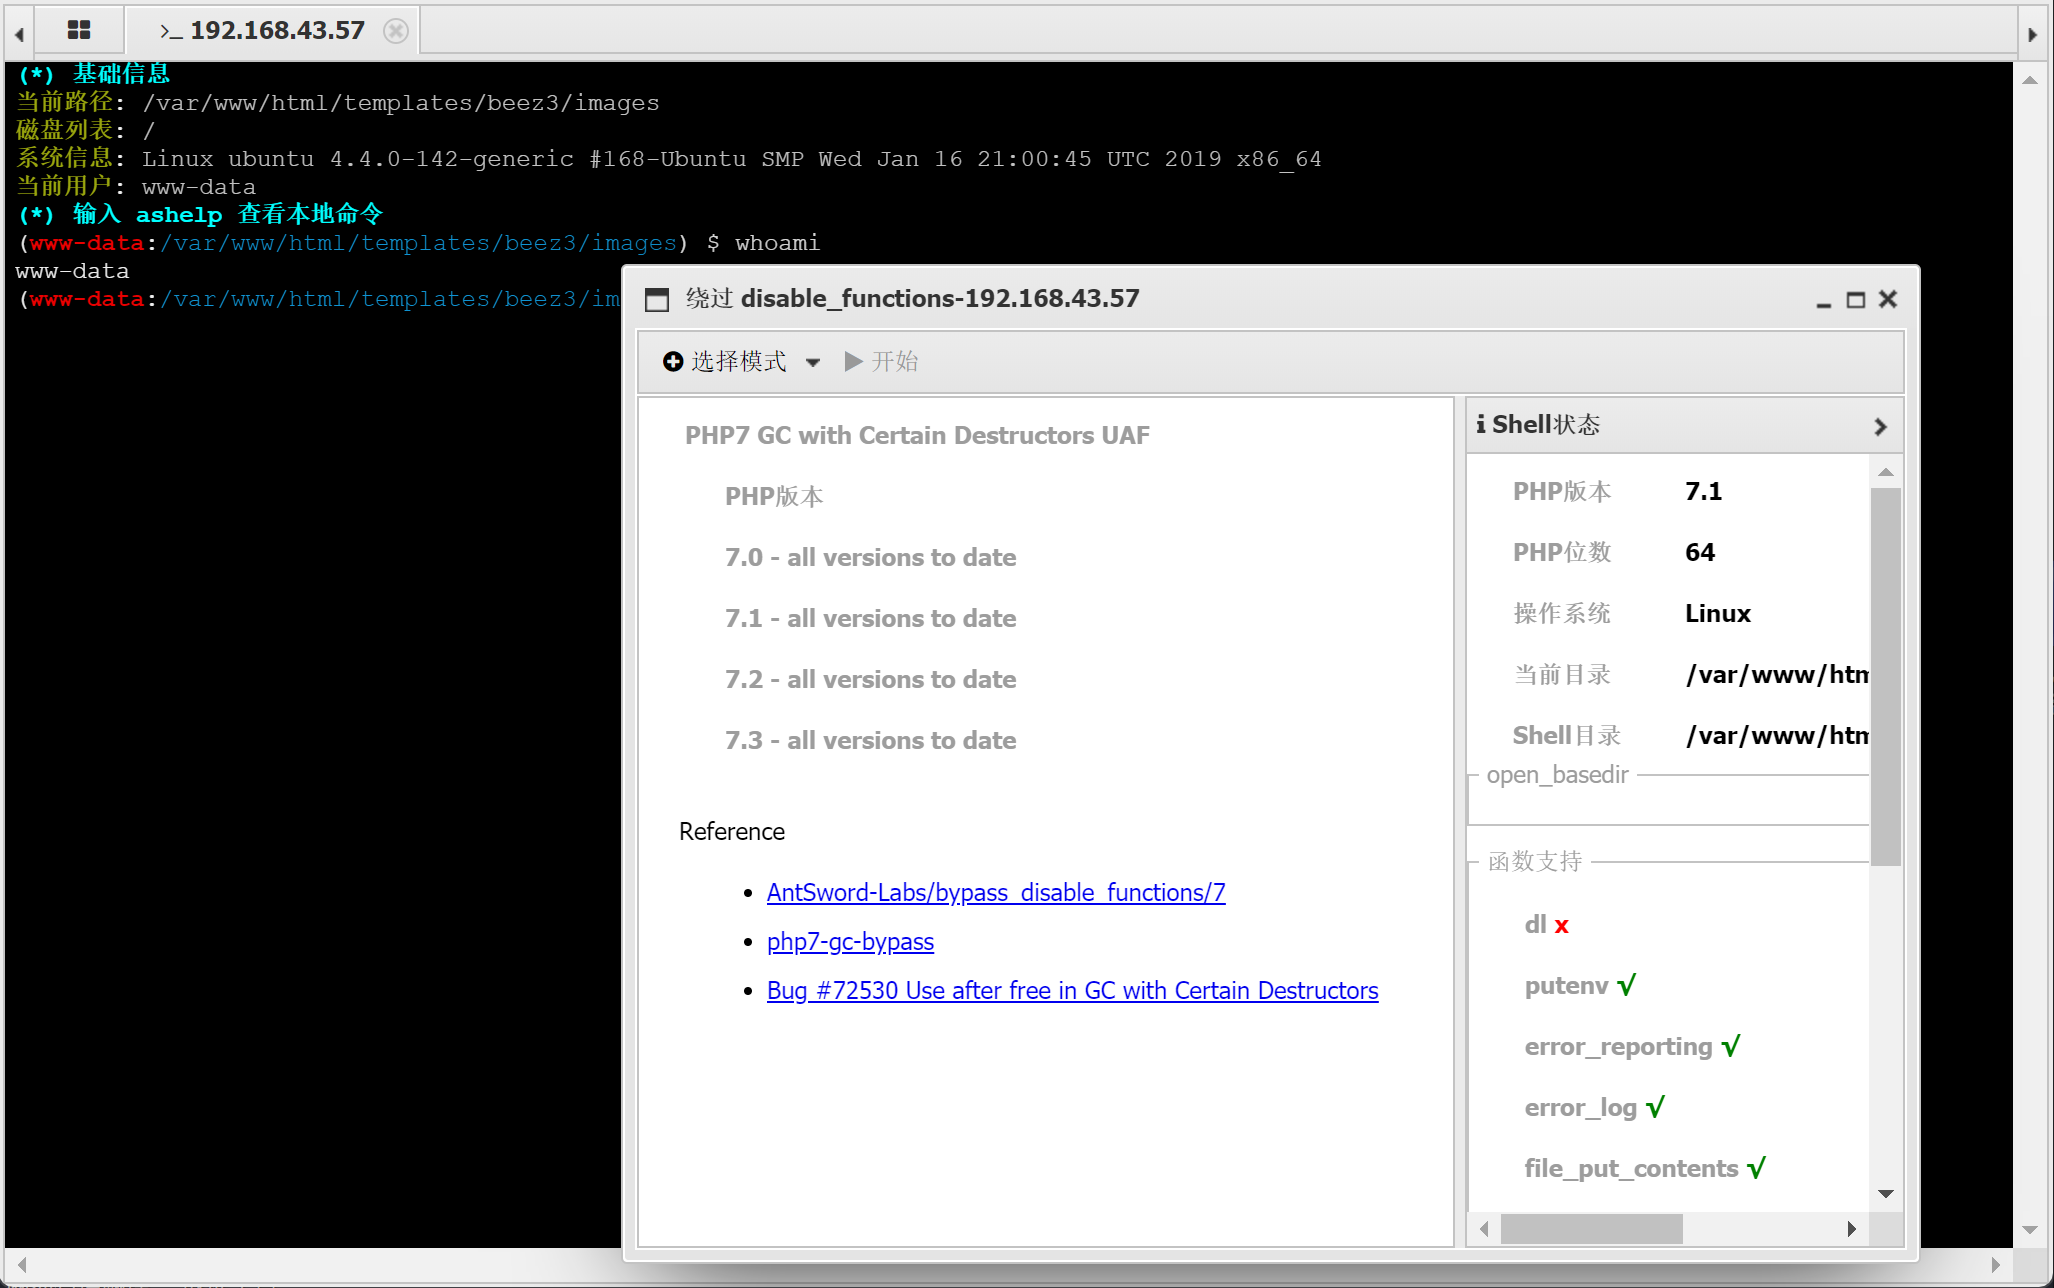 >_ 192.168.43.57
(*) 基础信息
当前路径: /var/www/html/templates/beez3/images
磁盘列表: /
系统信息: Linux ubuntu 4.4.0-142-generic #168-Ubuntu SMP Wed Jan 16 21:00:45 UTC 2019 x86_64
当前用户: www-data
(*) 输入 ashelp 查看本地命令
(www-data:/var/www/html/templates/beez3/images) $ whoami
www-data
(www-data:/var/www/html/templates/beez3/im
绕过 disable_functions-192.168.43.57
选择模式 开始
PHP7 GC with Certain Destructors UAF
PHP版本
7.0 - all versions to date
7.1 - all versions to date
7.2 - all versions to date
7.3 - all versions to date
Reference
• AntSword-Labs/bypass_disable_functions/7
• php7-gc-bypass
• Bug #72530 Use after free in GC with Certain Destructors
Shell状态
PHP版本 7.1
PHP位数 64
操作系统 Linux
当前目录 /var/www/htm
Shell目录 /var/www/htm
open_basedir
函数支持
dl x
putenv √
error_reporting √
error_log √
file_put_contents √